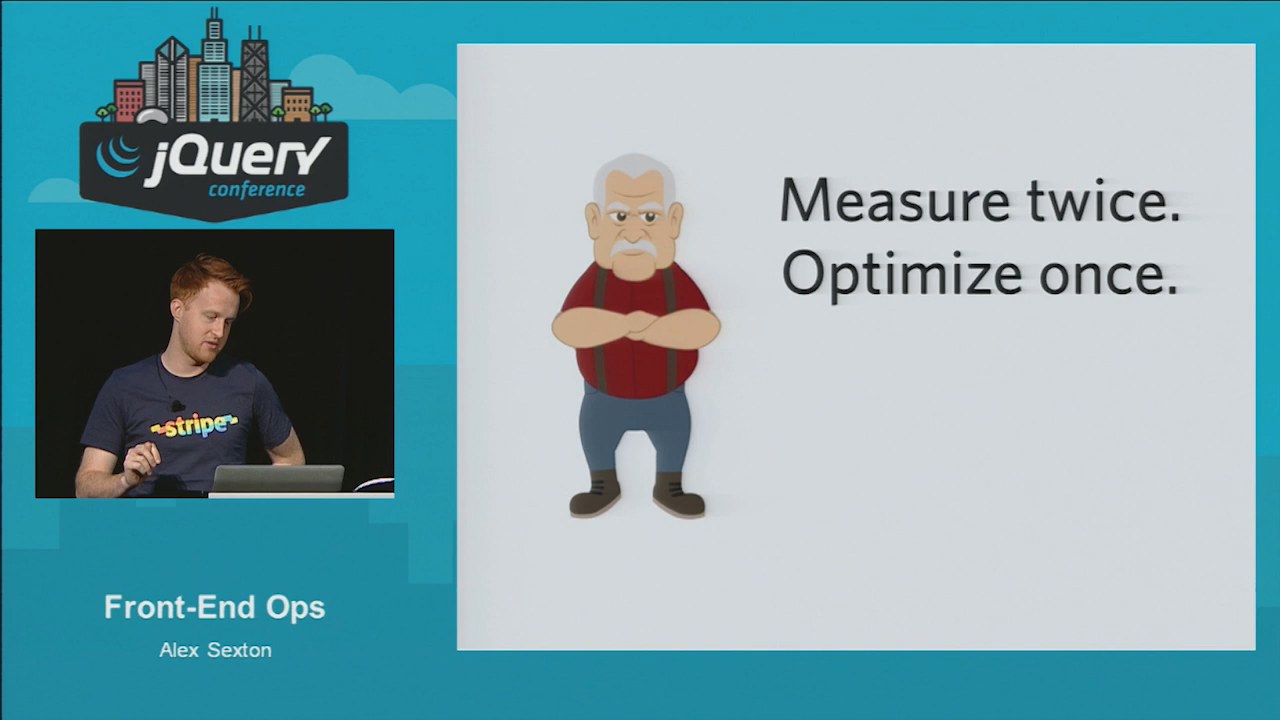 jQuery
conference
stripe
Front-End Ops
Alex Sexton
Measure twice.
Optimize once.